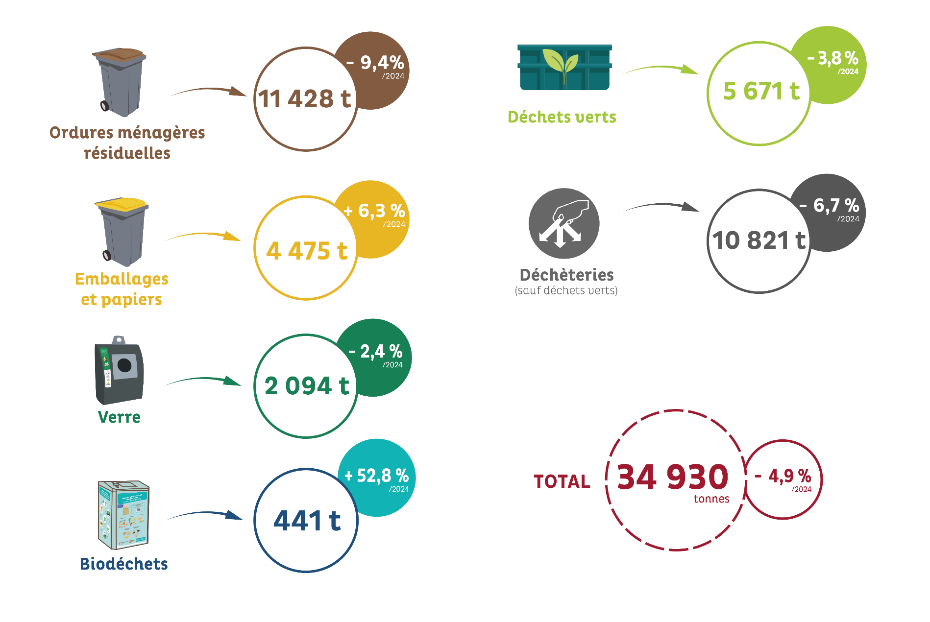 - 9,4%
/2024
11 428 t
Ordures ménagères
résiduelles
+ 6,3 %
/2024
4 475 t
Emballages
et papiers
- 2,4 %
/2024
2 094 t
Verre
+ 52,8 %
/2024
441 t
Biodéchets
- 3,8 %
/2024
5 671 t
Déchets verts
- 6,7 %
/2024
10 821 t
Déchèteries
(sauf déchets verts)
TOTAL
34 930
tonnes
- 4,9 %
/2024